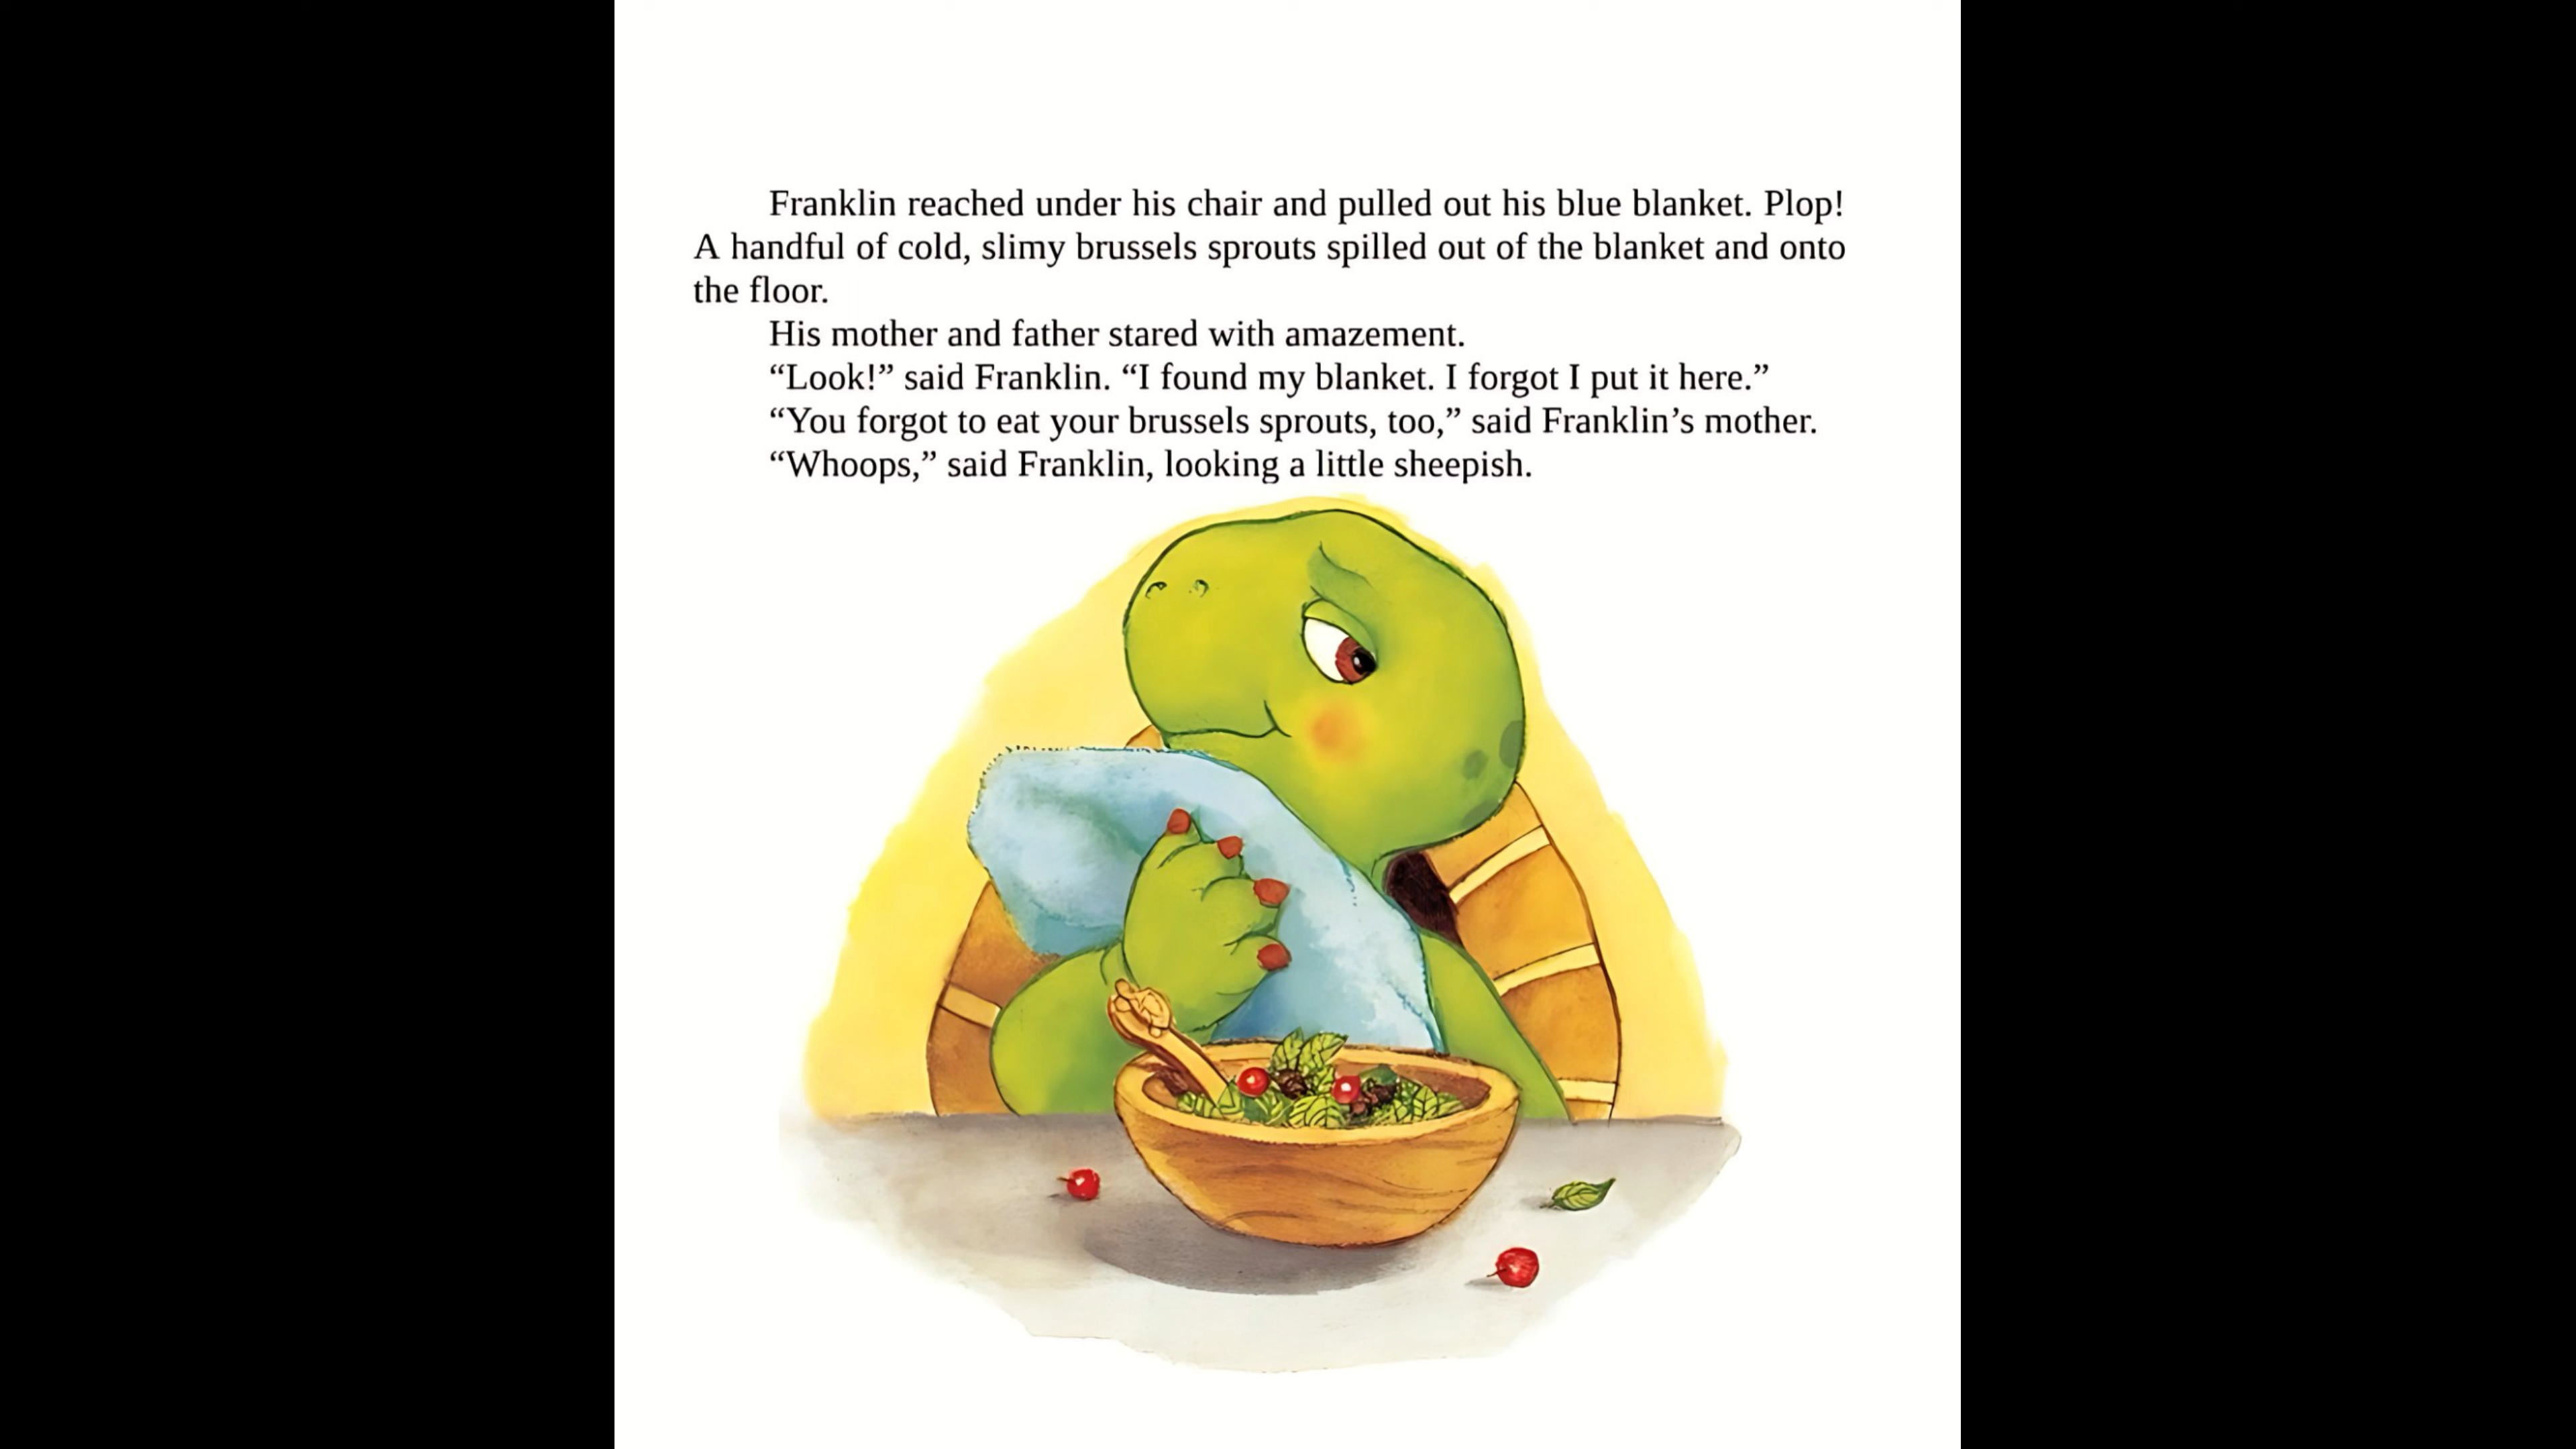 Franklin reached under his chair and pulled out his blue blanket. Plop!
A handful of cold, slimy brussels sprouts spilled out of the blanket and onto
the floor.
His mother and father stared with amazement.
“Look!” said Franklin. “I found my blanket. I forgot I put it here.”
“You forgot to eat your brussels sprouts, too,” said Franklin’s mother.
“Whoops,” said Franklin, looking a little sheepish.